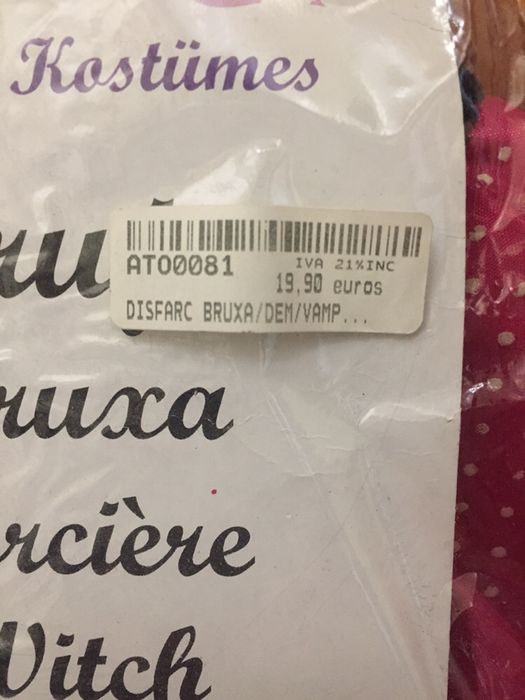 Kostümes
AT00081 IVA 21%INC
19,90 euros
DISFARC BRUXA/DEM/VAMP...
ruxa
rcière
Witch